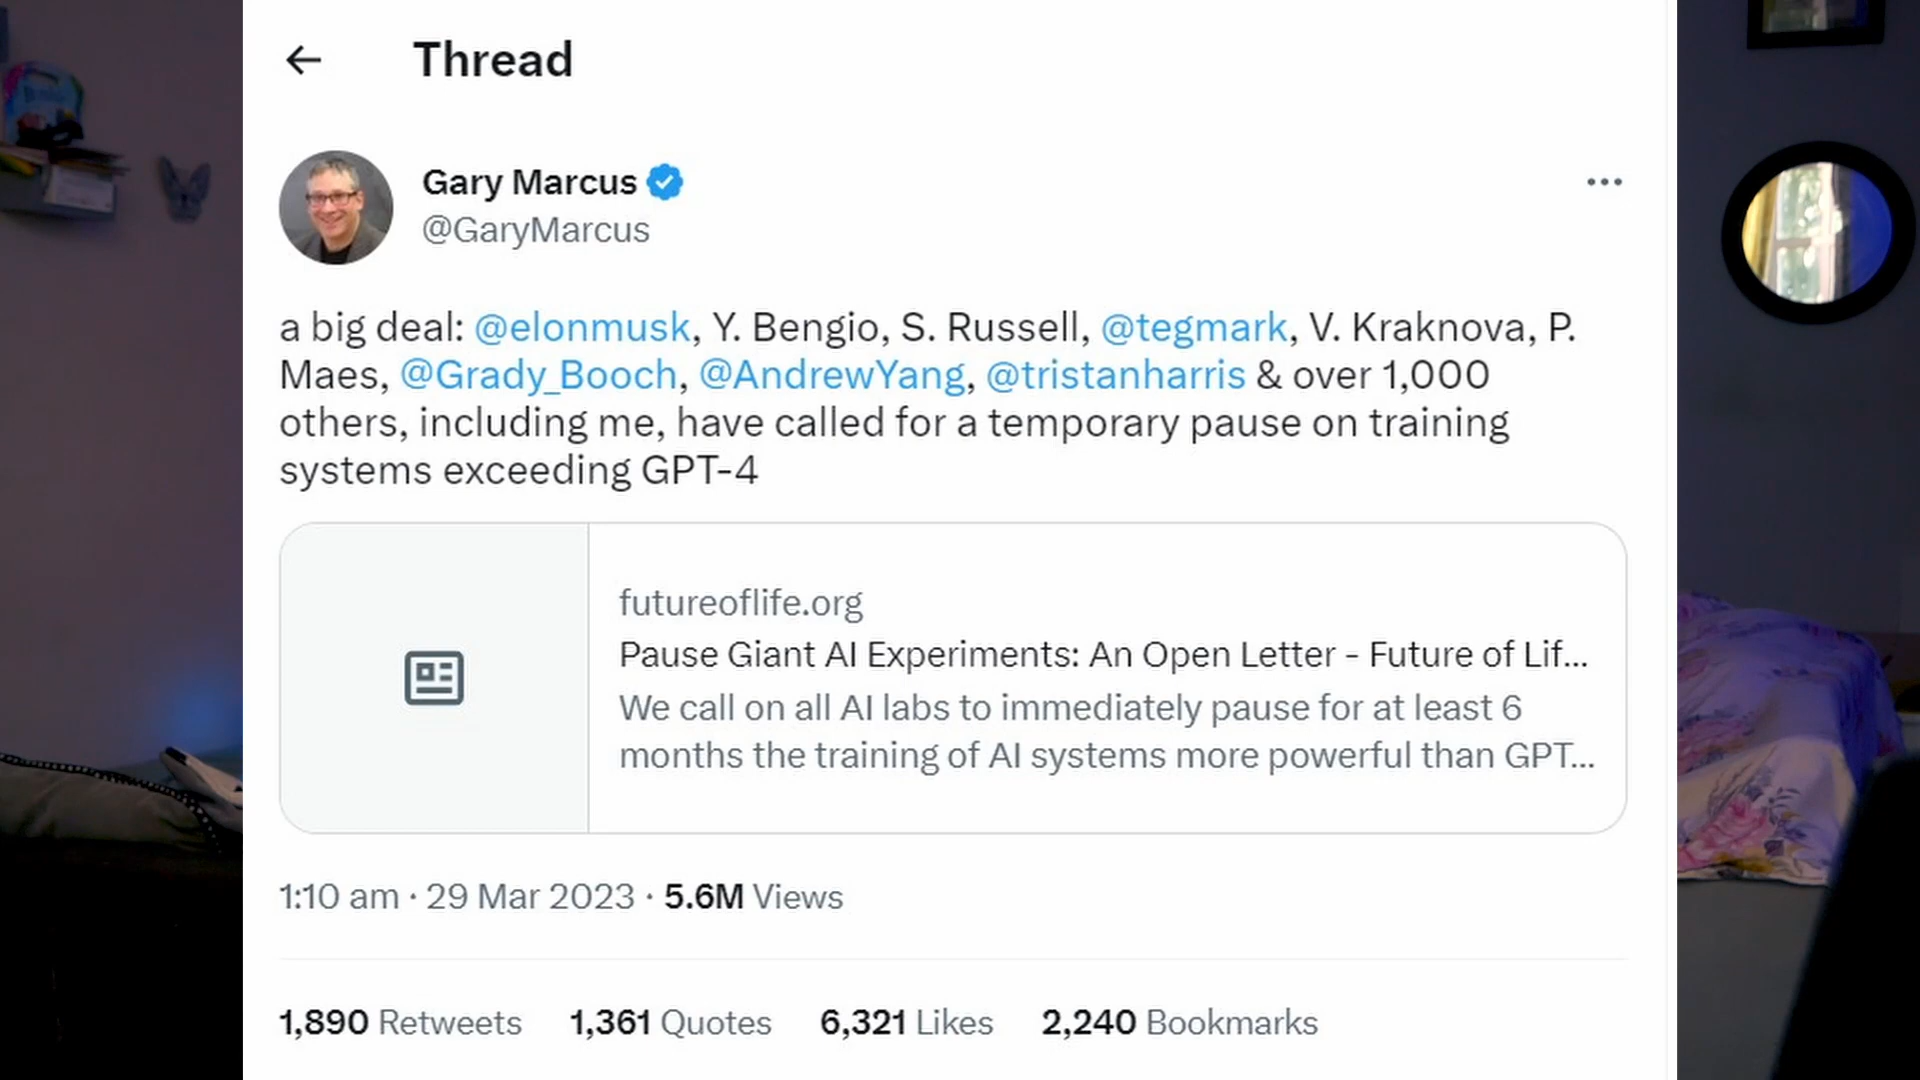 Thread
Gary Marcus
@GaryMarcus
a big deal: @elonmusk, Y. Bengio, S. Russell, @tegmark, V. Kraknova, P.
Maes, @Grady_Booch, @AndrewYang, @tristanharris & over 1,000
others, including me, have called for a temporary pause on training
systems exceeding GPT-4
futureoflife.org
Pause Giant AI Experiments: An Open Letter - Future of Lif...
We call on all AI labs to immediately pause for at least 6
months the training of AI systems more powerful than GPT...
1:10 am · 29 Mar 2023 · 5.6M Views
1,890 Retweets 1,361 Quotes 6,321 Likes 2,240 Bookmarks